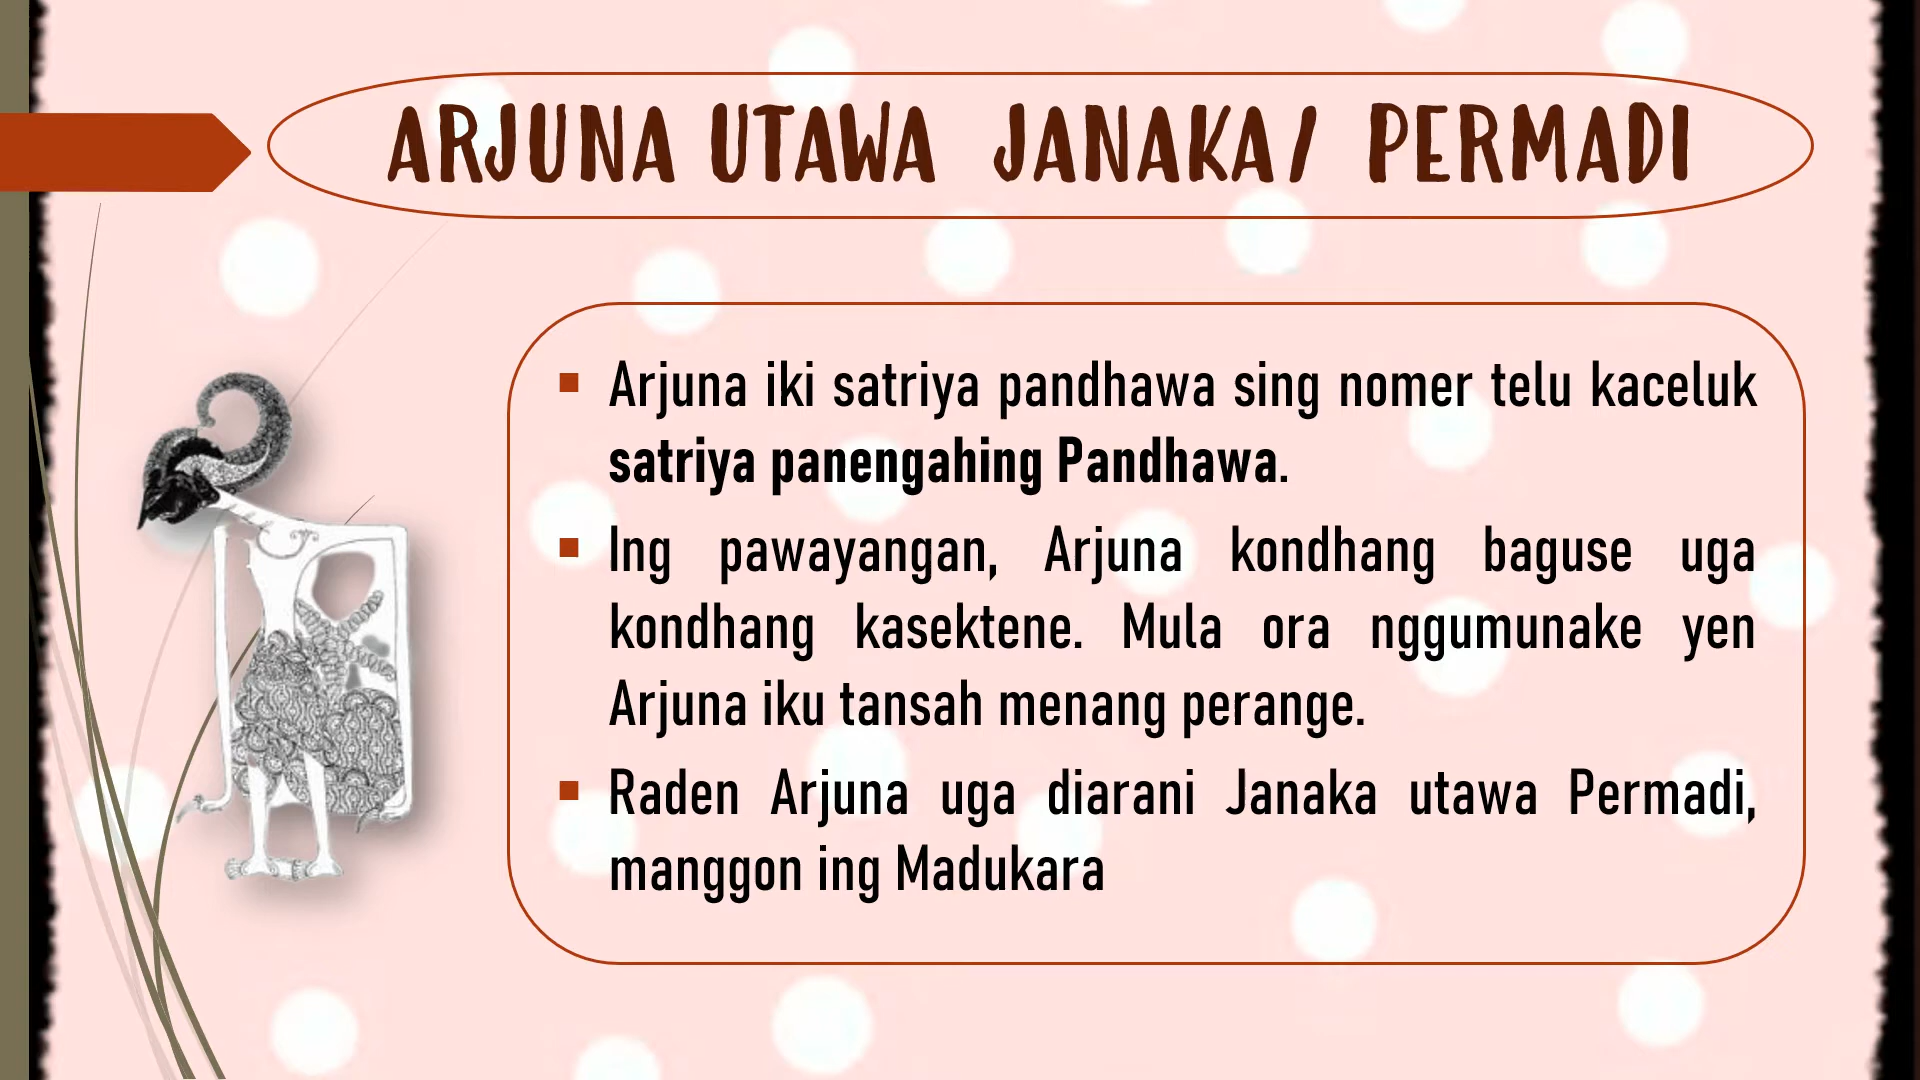 ARJUNA UTAWA JANAKA/ PERMADI
Arjuna iki satriya pandhawa sing nomer telu kaceluk
satriya panengahing Pandhawa.
Ing pawayangan, Arjuna kondhang baguse uga
kondhang kasektene. Mula ora nggumunake yen
Arjuna iku tansah menang perange.
Raden Arjuna uga diarani Janaka utawa Permadi,
manggon ing Madukara